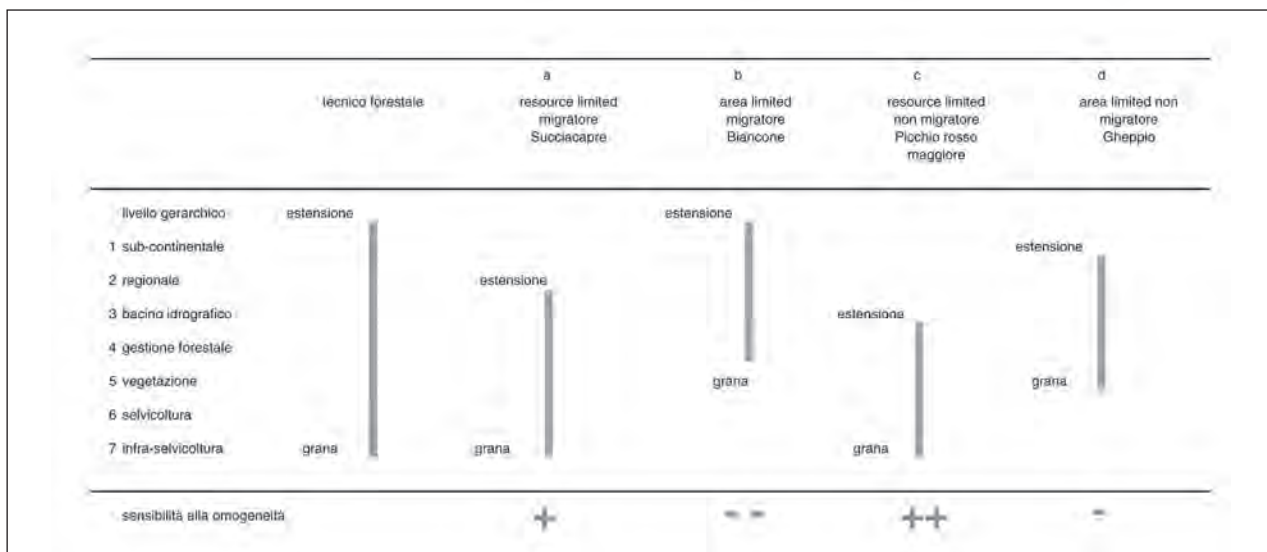 a b c d
tecnico forestale resource limited area limited resource limited area limited non
migratore migratore non migratore migratore
Succiacapre Biancone Picchio rosso Gheppio
maggiore
livello gerarchico estensione estensione
1 sub-continentale estensione
2 regionale estensione
3 bacino idrografico estensione
4 gestione forestale
5 vegetazione grana grana
6 selvicoltura
7 infra-selvicoltura grana grana grana
sensibilità alla omogeneità + -- ++ -